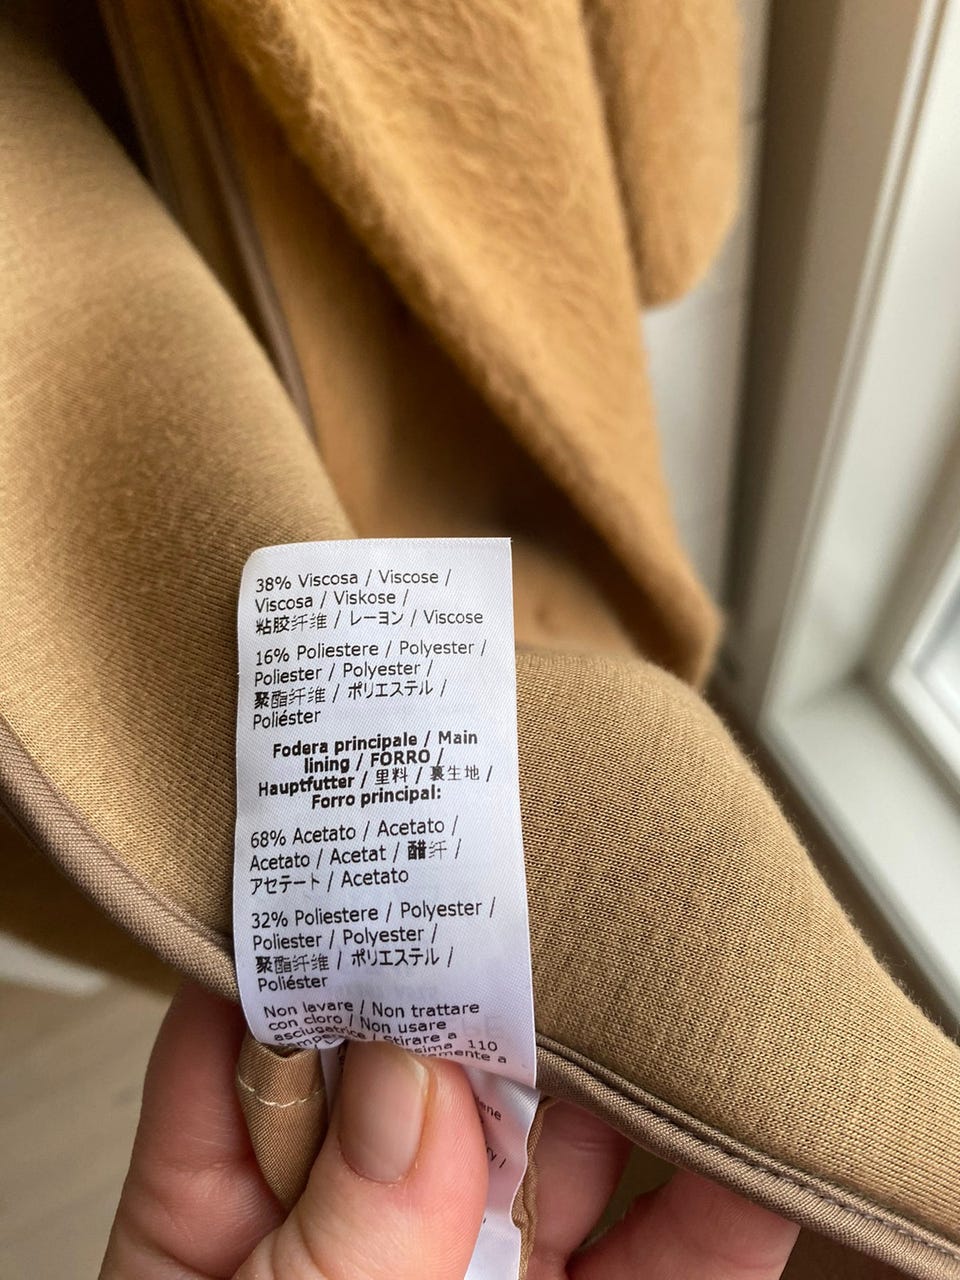 38% Viscosa / Viscose /
Viscosa / Viskose /
粘胶纤维 / レーヨン / Viscose
16% Poliestere / Polyester /
Poliester / Polyester /
聚酯纤维 / ポリエステル /
Poliéster
Fodera principale / Main
lining / FORRO /
Hauptfutter / 里料 / 裏生地 /
Forro principal:
68% Acetato / Acetato /
Acetato / Acetat / 醋纤 /
アセテート / Acetato
32% Poliestere / Polyester /
Poliester / Polyester /
聚酯纤维 / ポリエステル /
Poliéster
Non lavare / Non trattare
con cloro / Non usare
asciugatrice / Stirare a
110